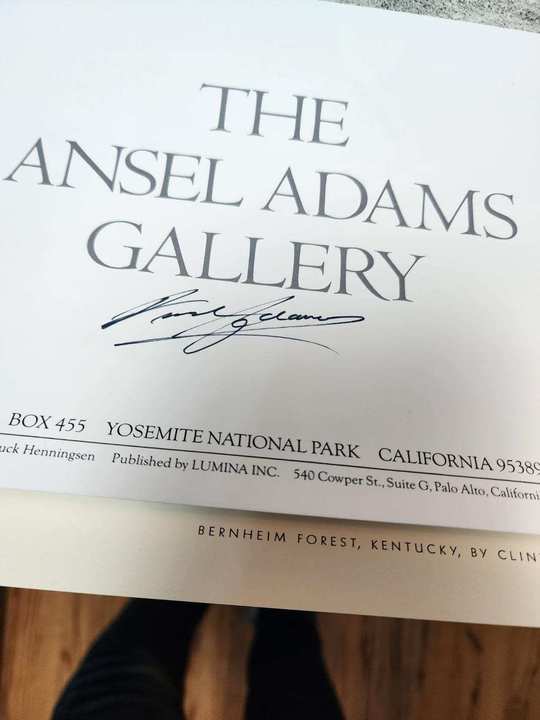 THE
ANSEL ADAMS
GALLERY
Ansel Adams
BOX 455 YOSEMITE NATIONAL PARK CALIFORNIA 95389
uck Henningsen Published by LUMINA INC. 540 Cowper St., Suite G, Palo Alto, Californi
BERNHEIM FOREST, KENTUCKY, BY CLIN